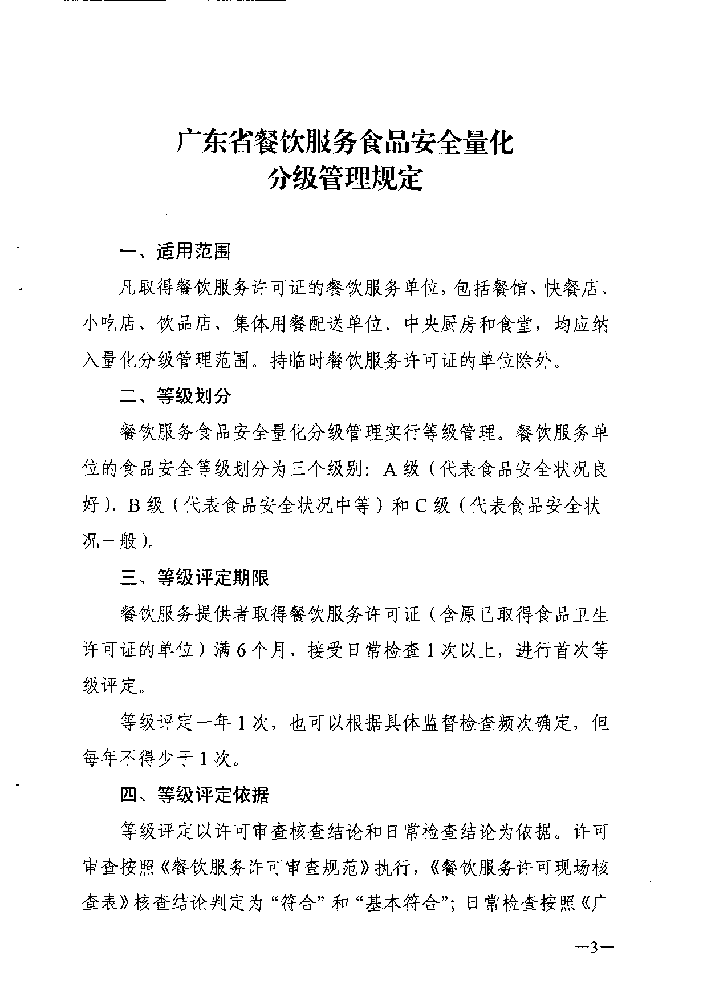 广东省餐饮服务食品安全量化
分级管理规定
一、适用范围
凡取得餐饮服务许可证的餐饮服务单位，包括餐馆、快餐店、
小吃店、饮品店、集体用餐配送单位、中央厨房和食堂，均应纳
入量化分级管理范围。持临时餐饮服务许可证的单位除外。
二、等级划分
餐饮服务食品安全量化分级管理实行等级管理。餐饮服务单
位的食品安全等级划分为三个级别：A 级（代表食品安全状况良
好）、B 级（代表食品安全状况中等）和 C 级（代表食品安全状
况一般）。
三、等级评定期限
餐饮服务提供者取得餐饮服务许可证（含原已取得食品卫生
许可证的单位）满 6 个月、接受日常检查 1 次以上，进行首次等
级评定。
等级评定一年 1 次，也可以根据具体监督检查频次确定，但
每年不得少于 1 次。
四、等级评定依据
等级评定以许可审查核查结论和日常检查结论为依据。许可
审查按照《餐饮服务许可审查规范》执行，《餐饮服务许可现场核
查表》核查结论判定为“符合”和“基本符合”；日常检查按照《广
—3—